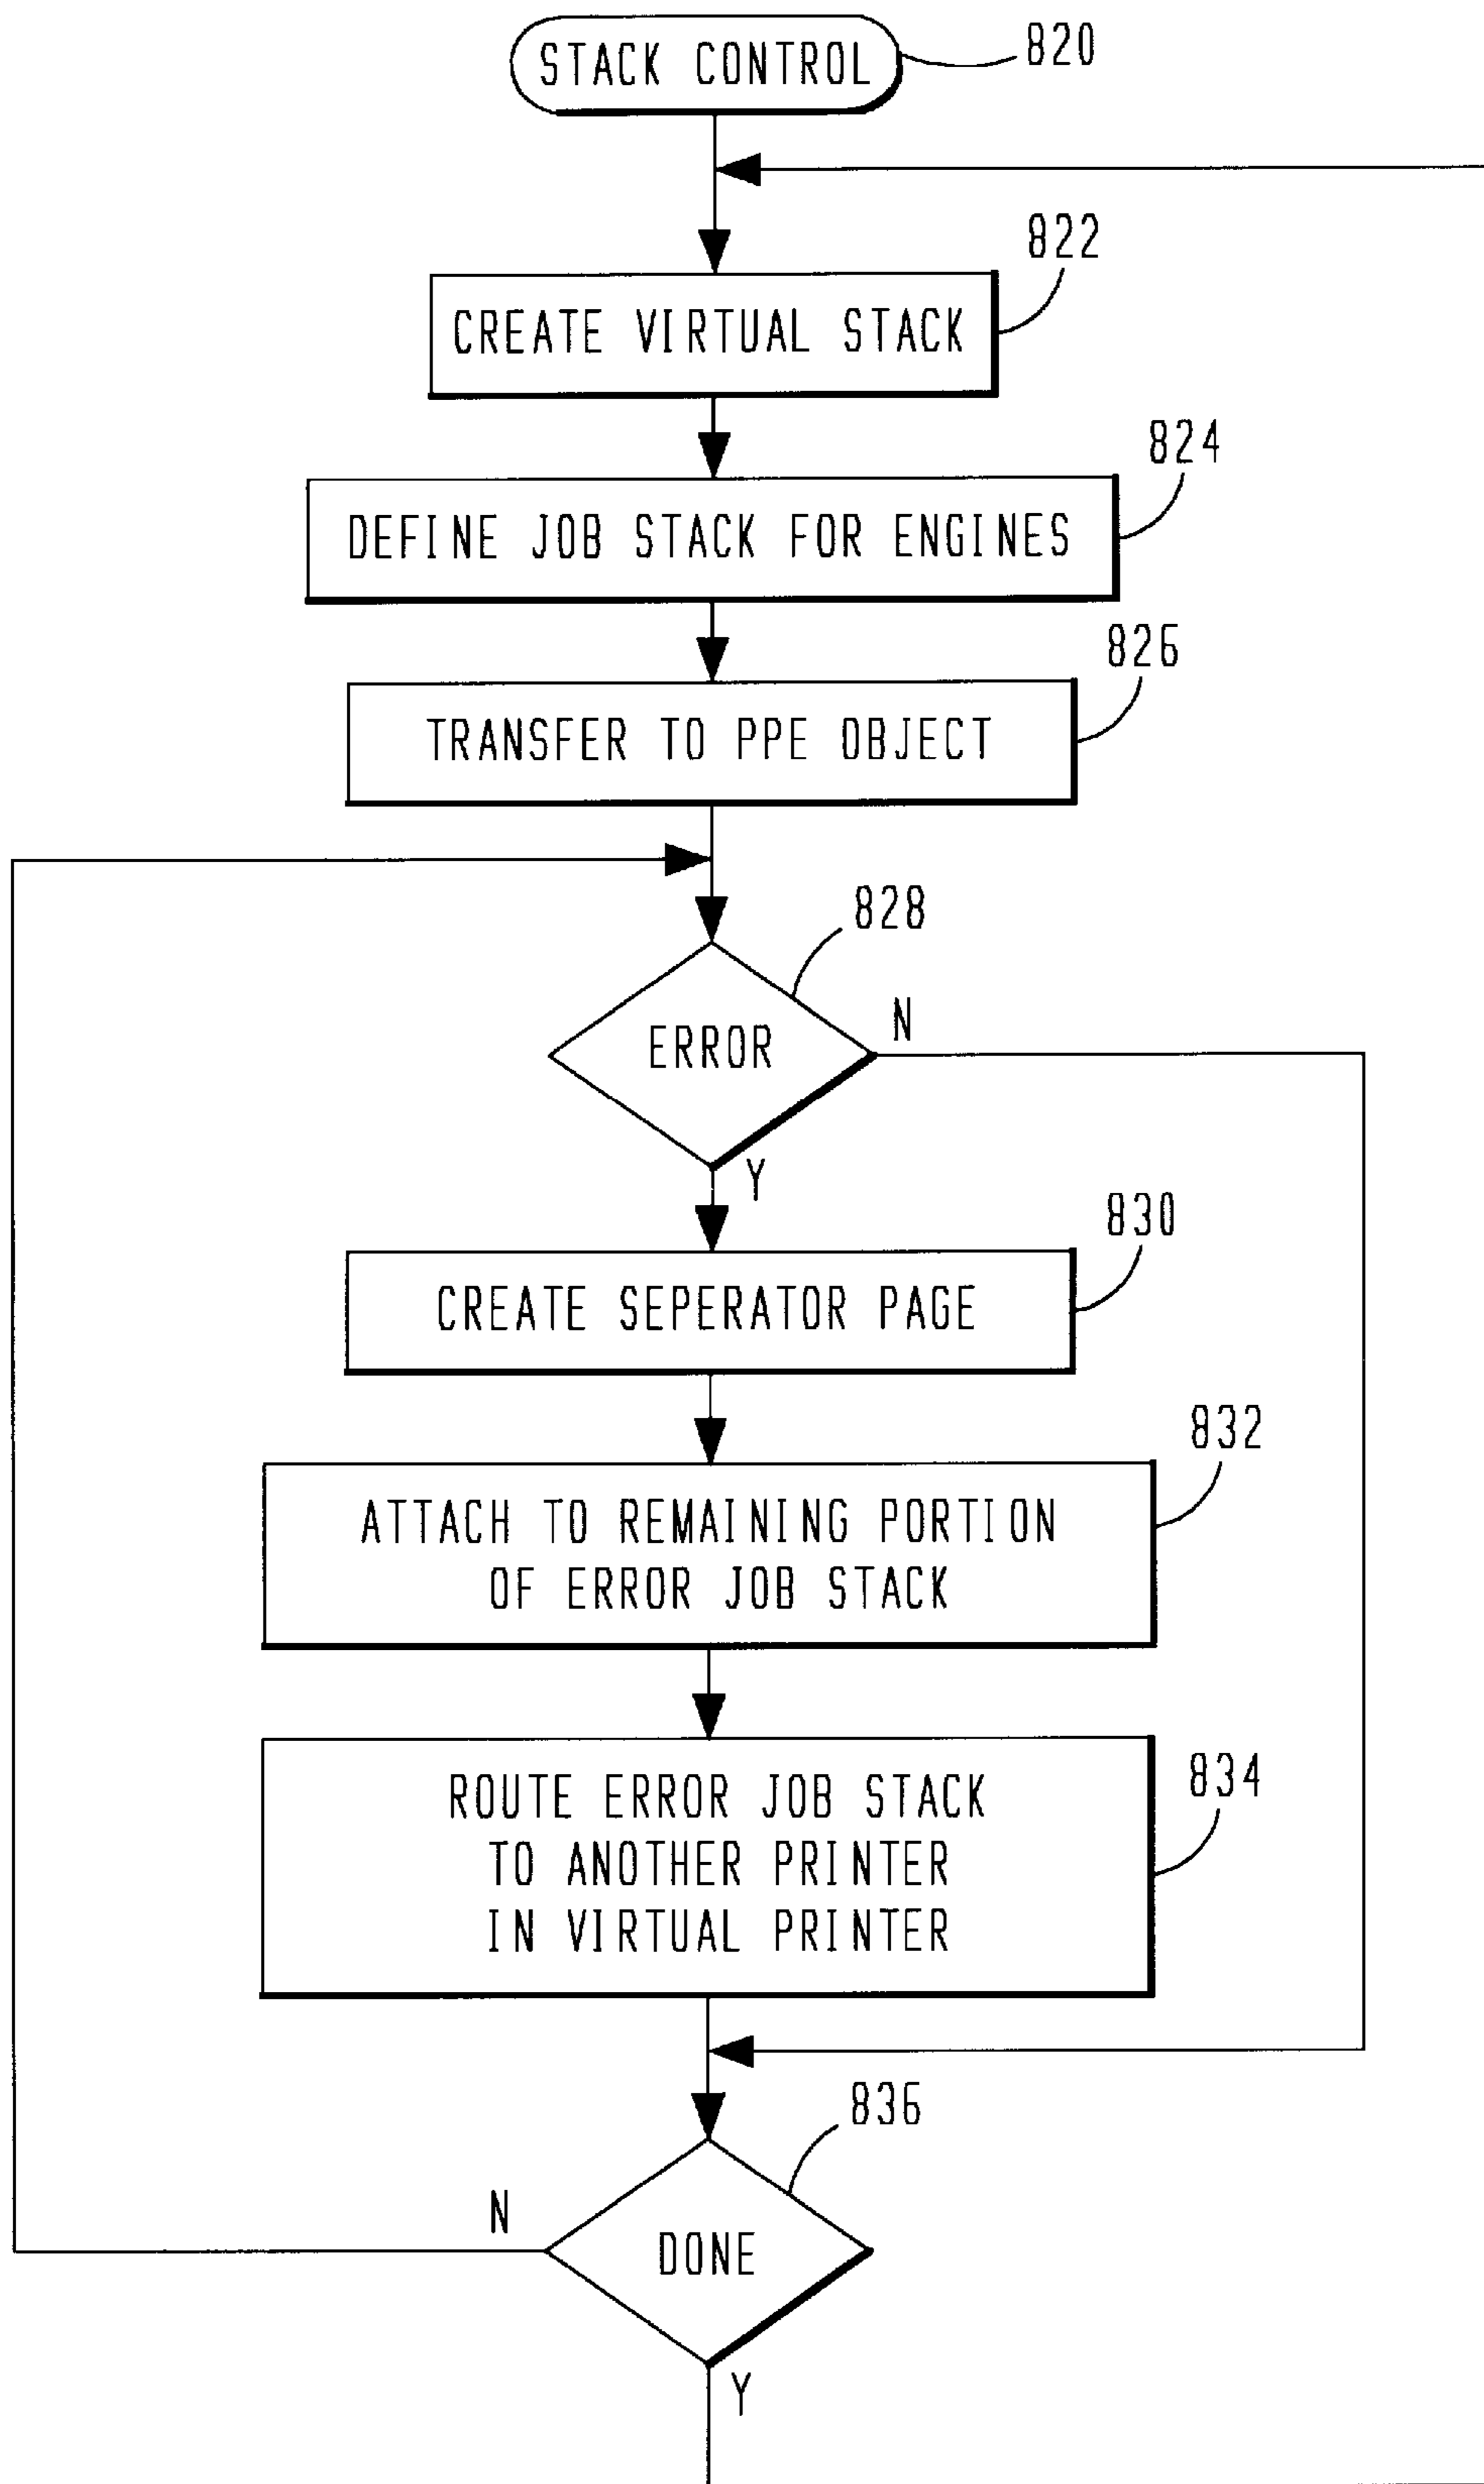 STACK CONTROL
820
822
CREATE VIRTUAL STACK
824
DEFINE JOB STACK FOR ENGINES
826
TRANSFER TO PPE OBJECT
828
ERROR
N
Y
830
CREATE SEPERATOR PAGE
832
ATTACH TO REMAINING PORTION
OF ERROR JOB STACK
834
ROUTE ERROR JOB STACK
TO ANOTHER PRINTER
IN VIRTUAL PRINTER
836
N
DONE
Y